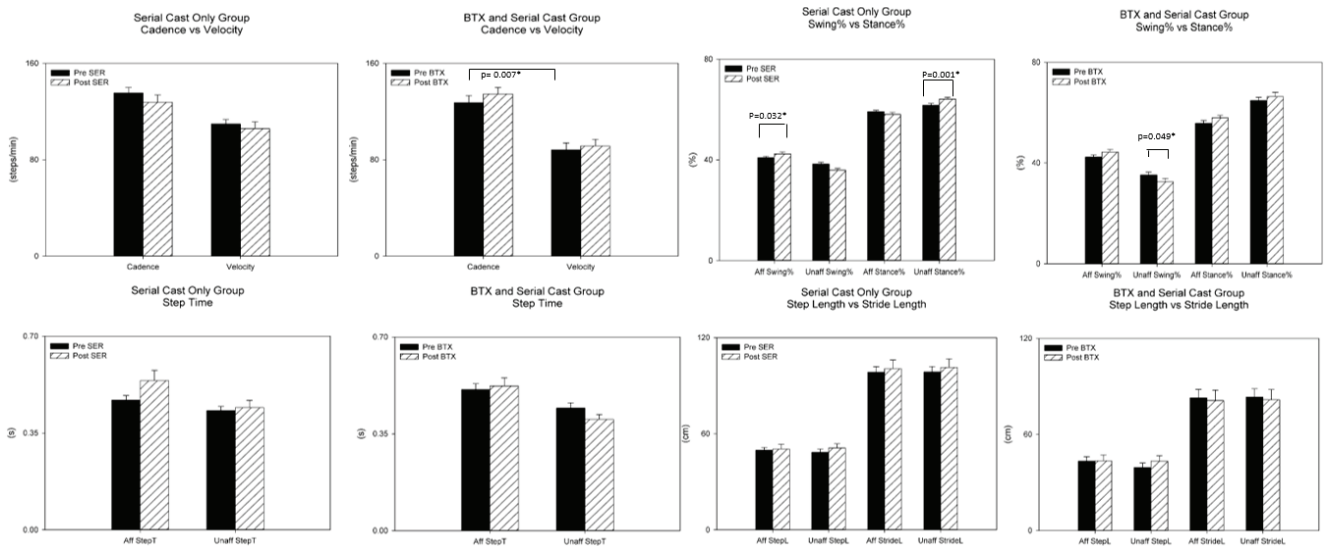 Serial Cast Only Group
Cadence vs Velocity
160
80
0
(steps/min)
Pre SER
Post SER
Cadence
Velocity
BTX and Serial Cast Group
Cadence vs Velocity
160
80
0
(steps/min)
Pre BTX
Post BTX
p= 0.007*
Cadence
Velocity
Serial Cast Only Group
Swing% vs Stance%
80
40
0
(%)
Pre SER
Post SER
P=0.032*
P=0.001*
Aff Swing%
Unaff Swing%
Aff Stance%
Unaff Stance%
BTX and Serial Cast Group
Swing% vs Stance%
80
40
0
(%)
Pre BTX
Post BTX
p=0.049*
Aff Swing%
Unaff Swing%
Aff Stance%
Unaff Stance%
Serial Cast Only Group
Step Time
0.70
0.35
0.00
(s)
Pre SER
Post SER
Aff StepT
Unaff StepT
BTX and Serial Cast Group
Step Time
0.70
0.35
0.00
(s)
Pre BTX
Post BTX
Aff StepT
Unaff StepT
Serial Cast Only Group
Step Length vs Stride Length
120
60
0
(cm)
Pre SER
Post SER
Aff StepL
Unaff StepL
Aff StrideL
Unaff StrideL
BTX and Serial Cast Group
Step Length vs Stride Length
120
60
0
(cm)
Pre BTX
Post BTX
Aff StepL
Unaff StepL
Aff StrideL
Unaff StrideL